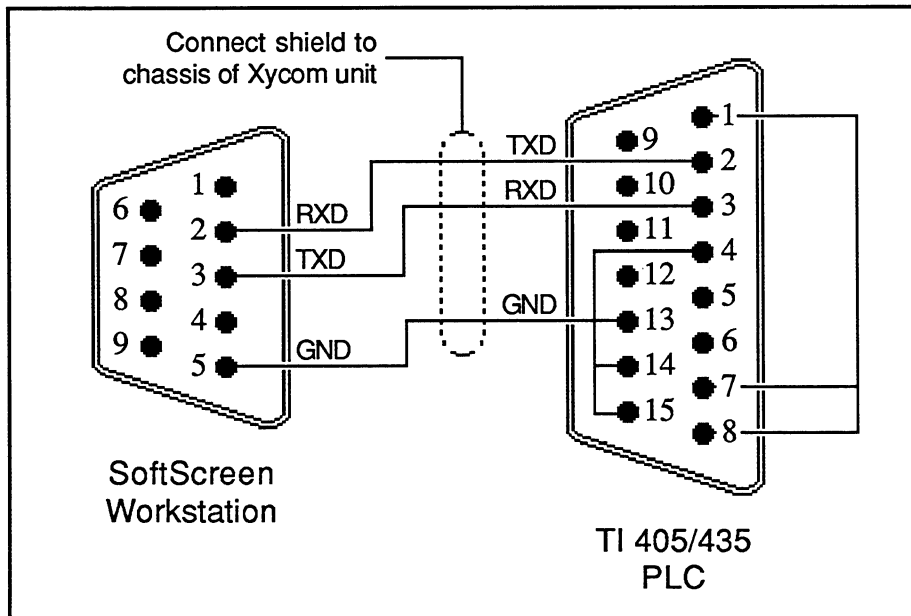 Connect shield to
chassis of Xycom unit
1
6
2
7
3
8
4
9
5
RXD
TXD
GND
TXD
RXD
GND
1
9
2
10
3
11
4
12
5
13
6
14
7
15
8
SoftScreen
Workstation
TI 405/435
PLC